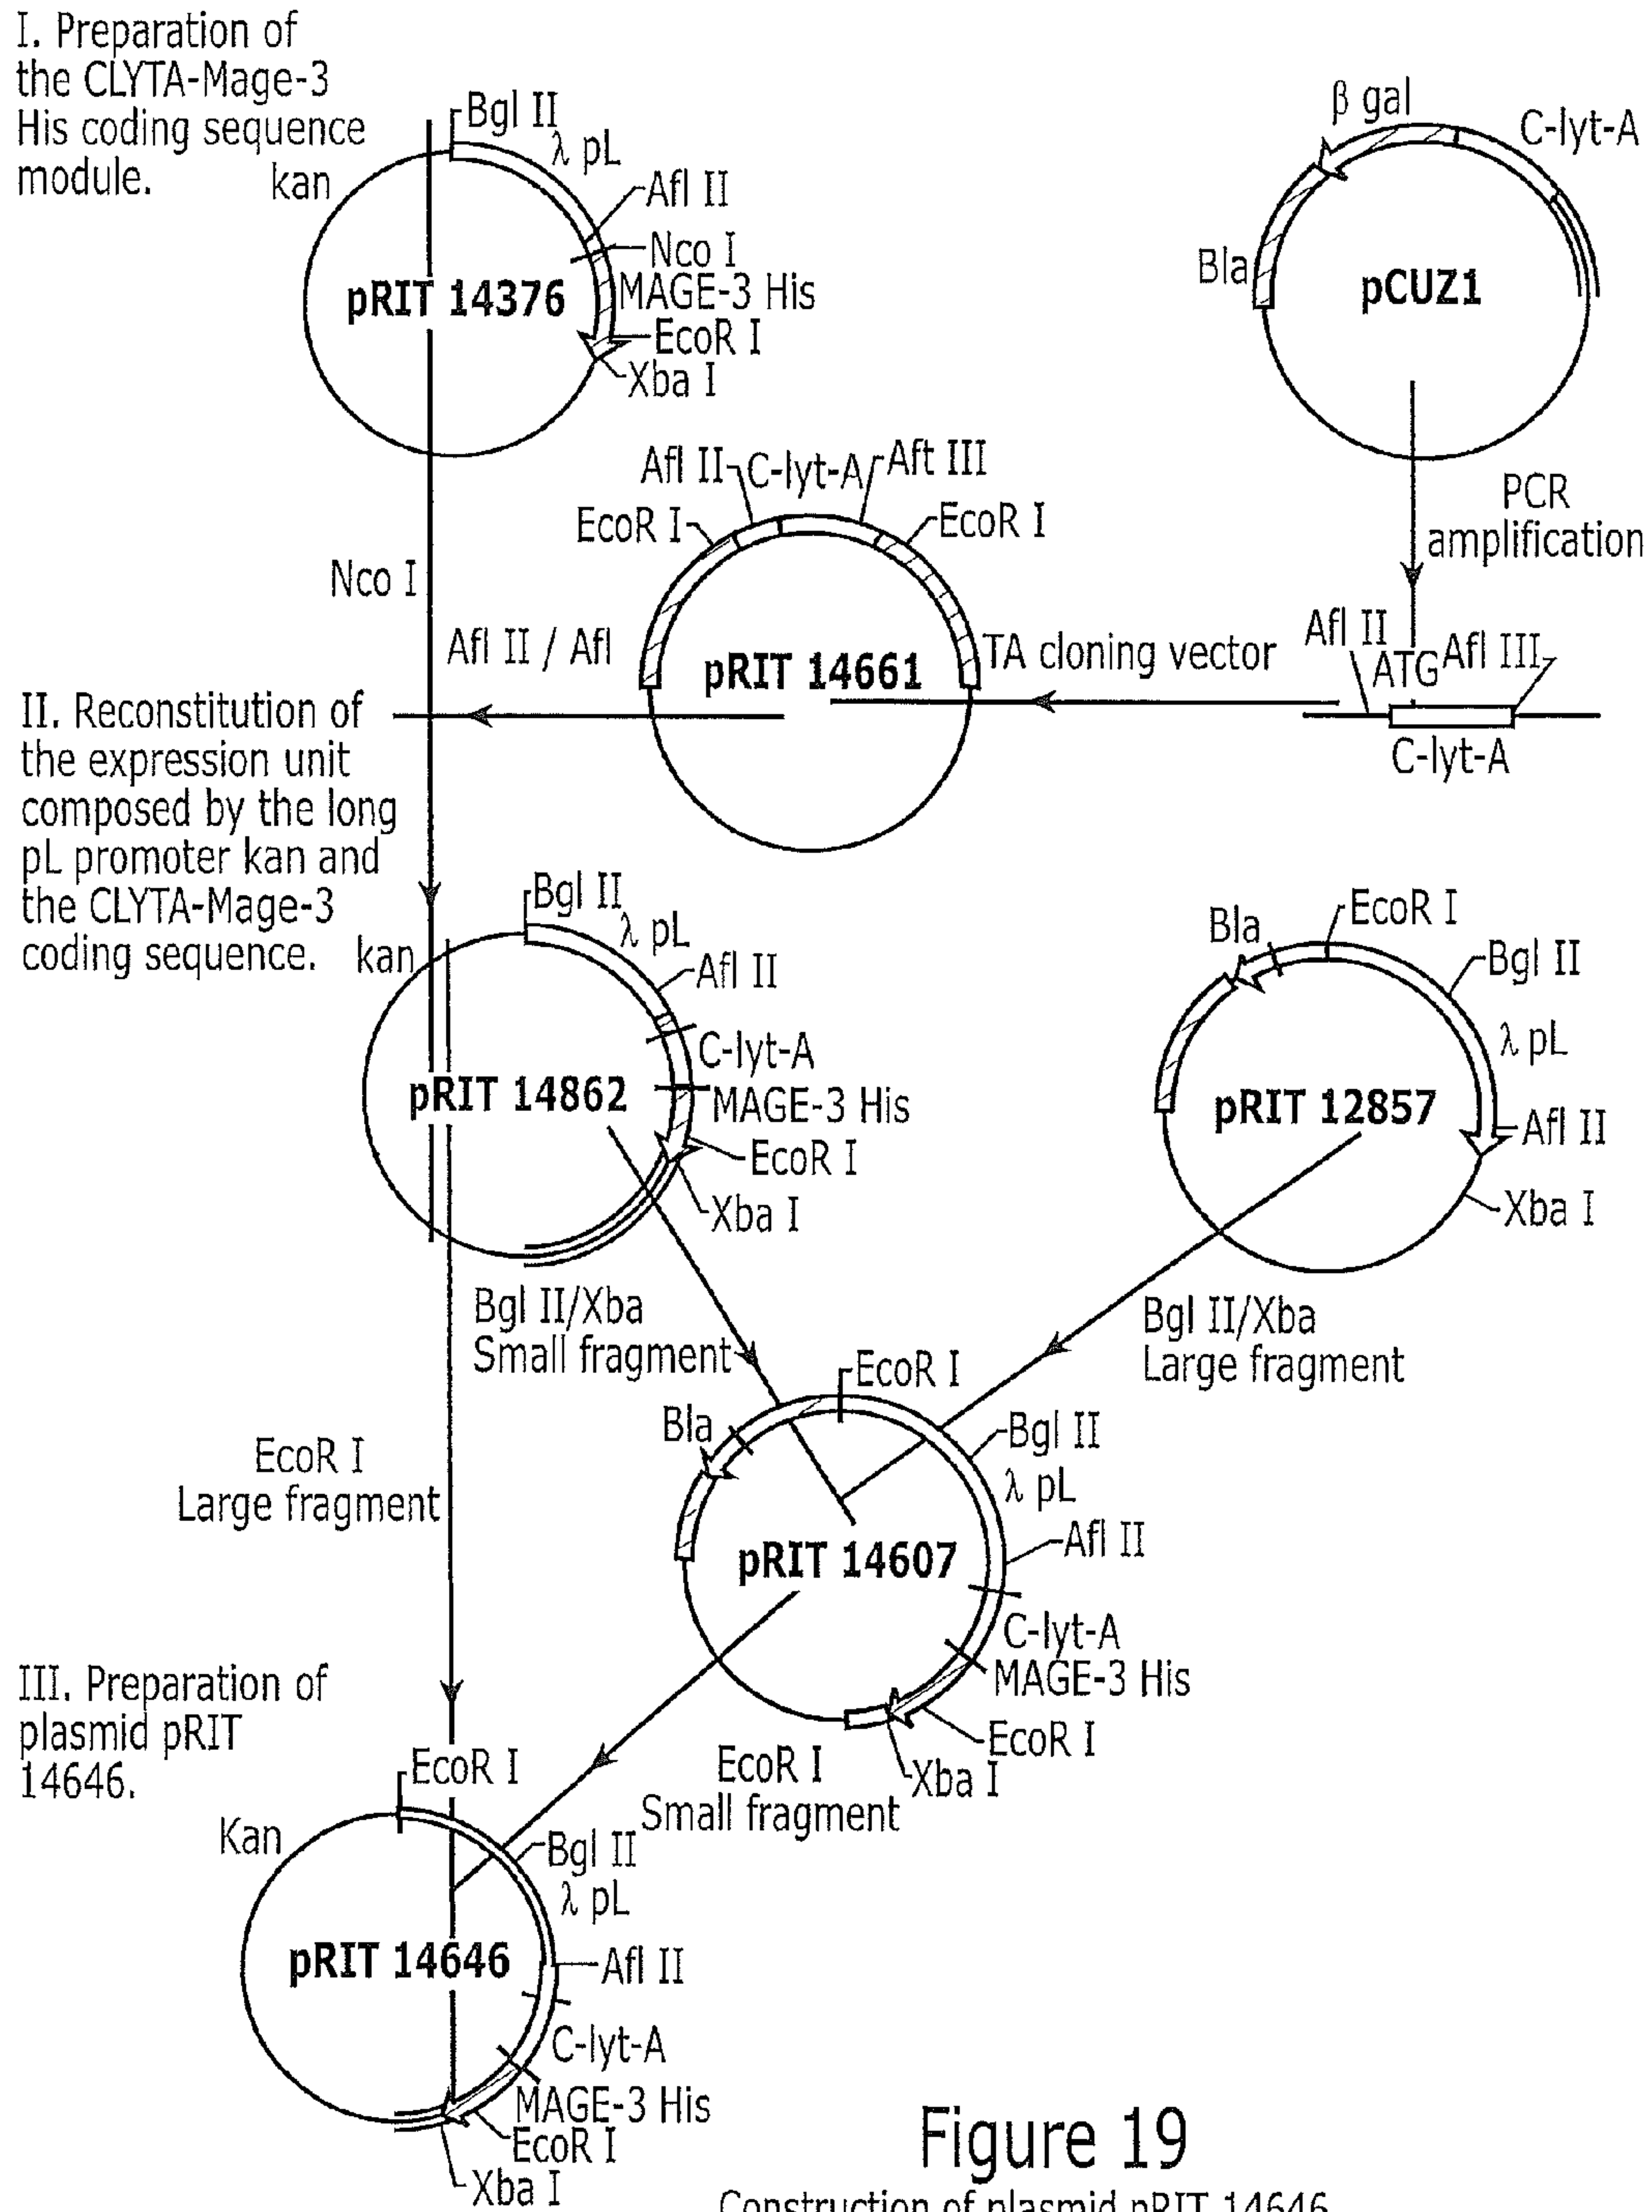 I. Preparation of
the CLYTA-Mage-3
His coding sequence
module.
kan
Bgl II
λ pL
Afl II
Nco I
MAGE-3 His
EcoR I
Xba I
pRIT 14376
β gal
C-lyt-A
Bla
pCUZ1
PCR
amplification
Afl II
ATG
Afl III
C-lyt-A
TA cloning vector
Afl II
C-lyt-A
Aft III
EcoR I
EcoR I
pRIT 14661
Nco I
Afl II / Afl
II. Reconstitution of
the expression unit
composed by the long
pL promoter kan and
the CLYTA-Mage-3
coding sequence.
kan
Bgl II
λ pL
Afl II
C-lyt-A
MAGE-3 His
EcoR I
Xba I
pRIT 14862
Bla
EcoR I
Bgl II
λ pL
Afl II
Xba I
pRIT 12857
Bgl II/Xba
Small fragment
Bgl II/Xba
Large fragment
EcoR I
Large fragment
Bla
EcoR I
Bgl II
λ pL
Afl II
C-lyt-A
MAGE-3 His
EcoR I
Xba I
pRIT 14607
EcoR I
Small fragment
III. Preparation of
plasmid pRIT
14646.
Kan
EcoR I
Bgl II
λ pL
Afl II
C-lyt-A
MAGE-3 His
EcoR I
Xba I
pRIT 14646
Figure 19
Construction of plasmid pRIT 14646